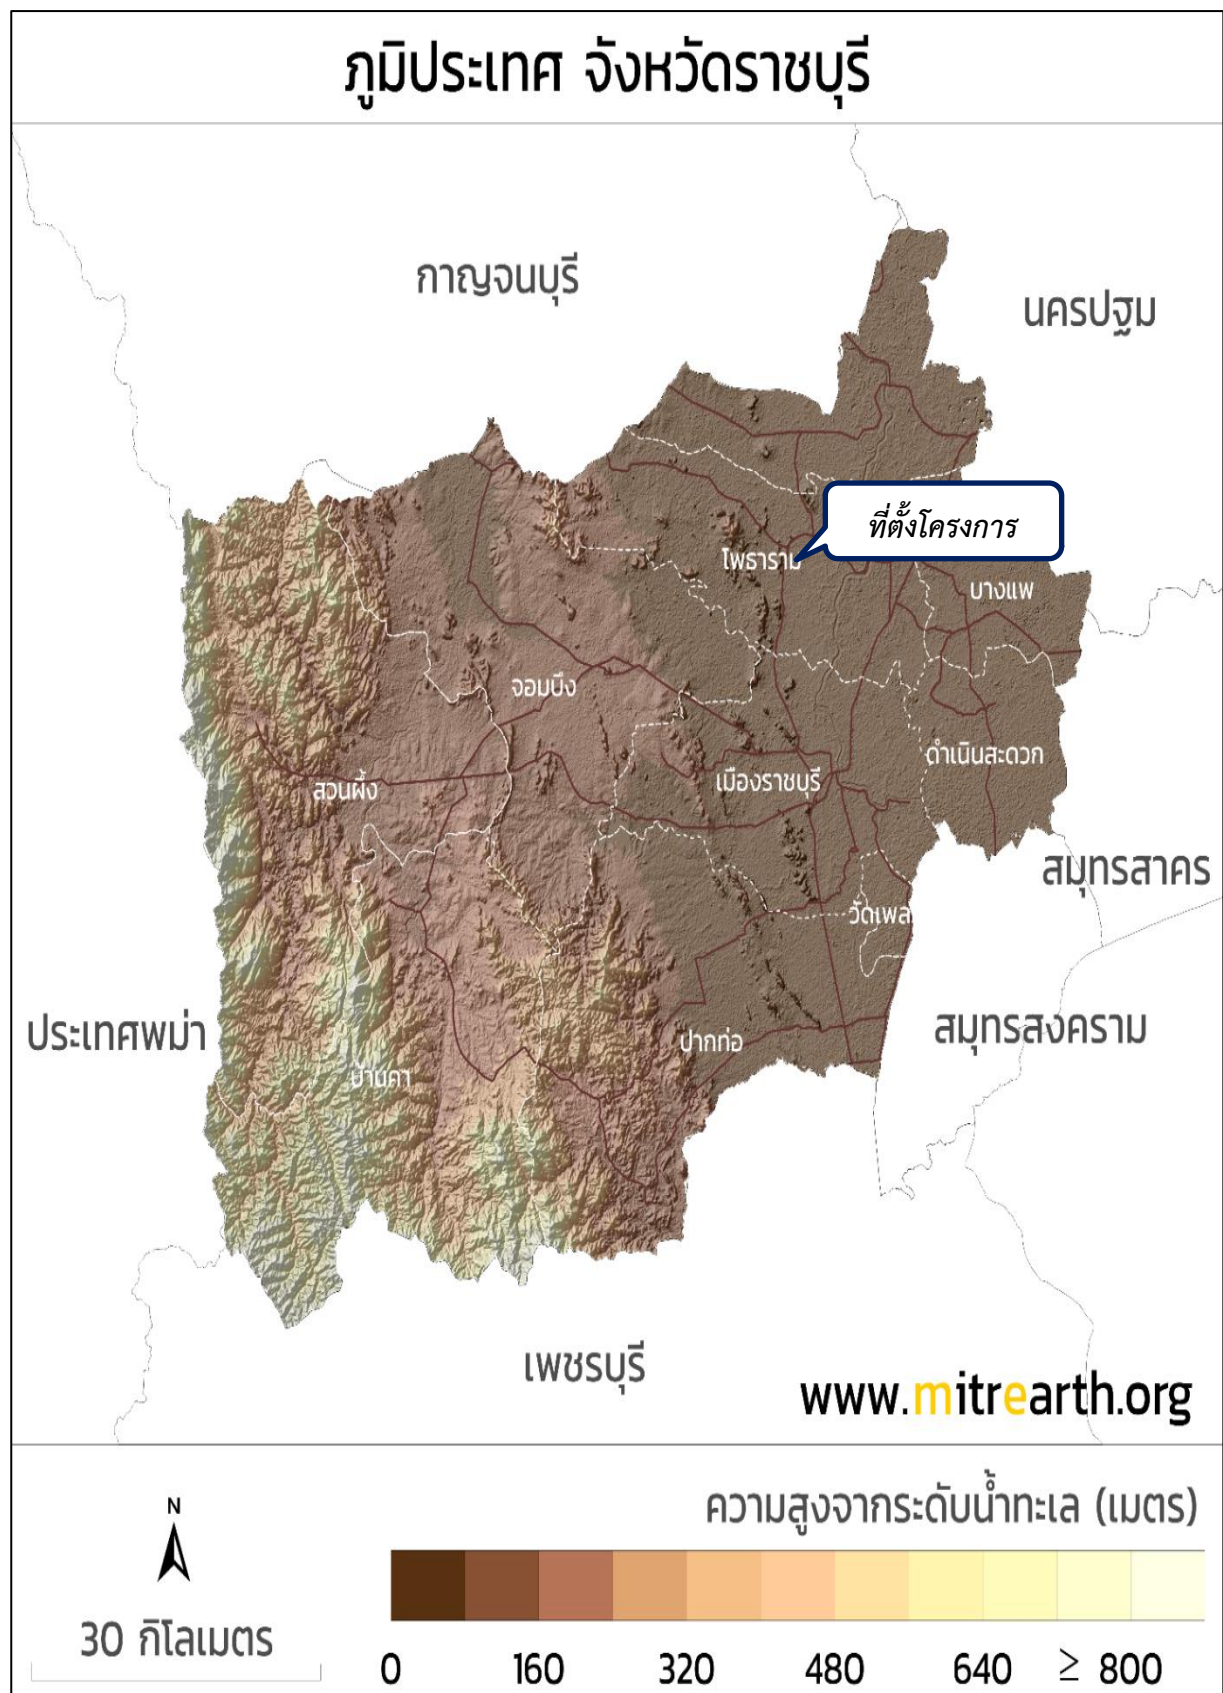 ภูมิประเทศ จังหวัดราชบุรี
กาญจนบุรี
นครปฐม
ที่ตั้งโครงการ
โพธาราม
บางแพ
จอมบึง
ดำเนินสะดวก
เมืองราชบุรี
สวนผึ้ง
สมุทรสาคร
วัดเพลง
ประเทศพม่า
สมุทรสงคราม
ปากท่อ
บ้านคา
เพชรบุรี
www.mitrearth.org
ความสูงจากระดับน้ำทะเล (เมตร)
N
30 กิโลเมตร
0 160 320 480 640 ≥ 800